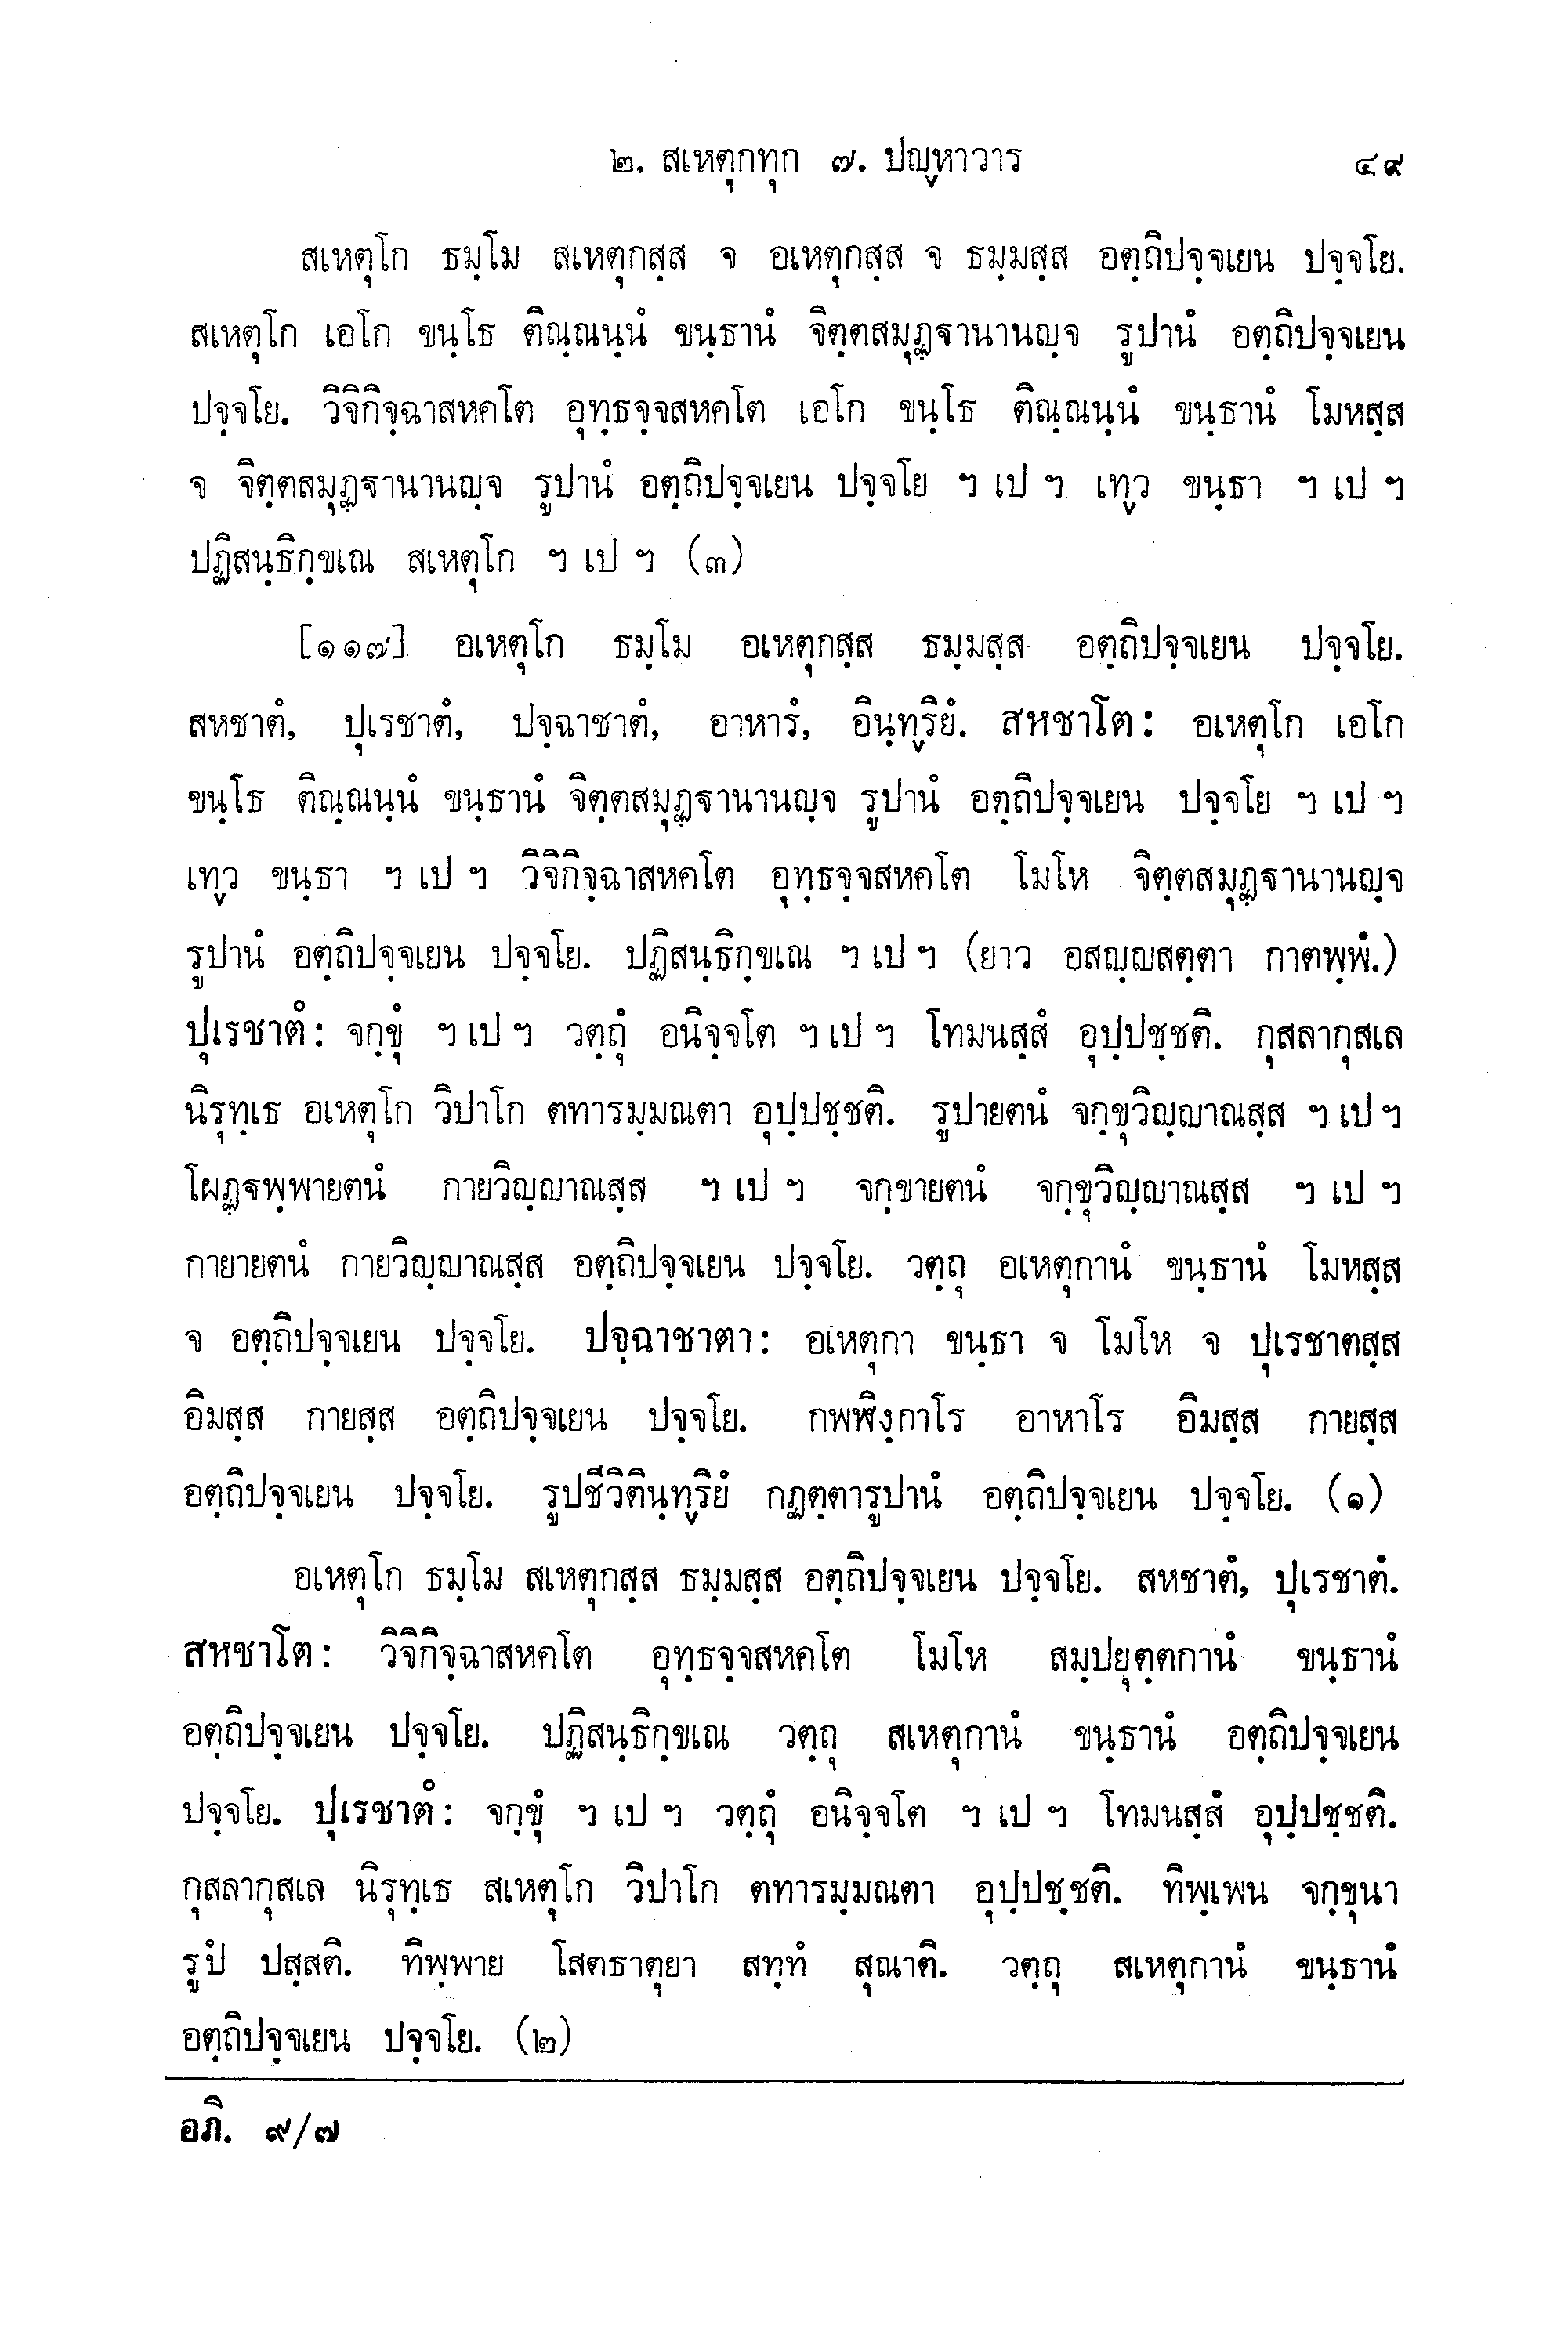 ๒. สเหตุกทุก ๗. ปญฺหาวาร ๔๙
สเหตุโก ธมฺโม สเหตุกสฺส จ อเหตุกสฺส จ ธมฺมสฺส อตฺถิปจฺจเยน ปจฺจโย.
สเหตุโก เอโก ขนฺโธ ติณฺณนฺนํ ขนฺธานํ จิตฺตสมุฏฺฐานานญฺจ รูปานํ อตฺถิปจฺจเยน
ปจฺจโย. วิจิกิจฺฉาสหคโต อุทฺธจฺจสหคโต เอโก ขนฺโธ ติณฺณนฺนํ ขนฺธานํ โมหสฺส
จ จิตฺตสมุฏฺฐานานญฺจ รูปานํ อตฺถิปจฺจเยน ปจฺจโย ฯ เป ฯ เทฺว ขนฺธา ฯ เป ฯ
ปฏิสนฺธิกฺขเณ สเหตุโก ฯ เป ฯ (๓)
[๑๑๗] อเหตุโก ธมฺโม อเหตุกสฺส ธมฺมสฺส อตฺถิปจฺจเยน ปจฺจโย.
สหชาตํ, ปุเรชาตํ, ปจฺฉาชาตํ, อาหารํ, อินฺทฺริยํ. สหชาโต: อเหตุโก เอโก
ขนฺโธ ติณฺณนฺนํ ขนฺธานํ จิตฺตสมุฏฺฐานานญฺจ รูปานํ อตฺถิปจฺจเยน ปจฺจโย ฯ เป ฯ
เทฺว ขนฺธา ฯ เป ฯ วิจิกิจฺฉาสหคโต อุทฺธจฺจสหคโต โมโห จิตฺตสมุฏฺฐานานญฺจ
รูปานํ อตฺถิปจฺจเยน ปจฺจโย. ปฏิสนฺธิกฺขเณ ฯ เป ฯ (ยาว อสญฺญสตฺตา กาตพฺพํ.)
ปุเรชาตํ: จกฺขุํ ฯ เป ฯ วตฺถุํ อนิจฺจโต ฯ เป ฯ โทมนสฺสํ อุปฺปชฺชติ. กุสลากุสเล
นิรุทฺเธ อเหตุโก วิปาโก ตทารมฺมณตา อุปฺปชฺชติ. รูปายตนํ จกฺขุวิญฺญาณสฺส ฯ เป ฯ
โผฏฺฐพฺพายตนํ กายวิญฺญาณสฺส ฯ เป ฯ จกฺขายตนํ จกฺขุวิญฺญาณสฺส ฯ เป ฯ
กายายตนํ กายวิญฺญาณสฺส อตฺถิปจฺจเยน ปจฺจโย. วตฺถุ อเหตุกานํ ขนฺธานํ โมหสฺส
จ อตฺถิปจฺจเยน ปจฺจโย. ปจฺฉาชาตา: อเหตุกา ขนฺธา จ โมโห จ ปุเรชาตสฺส
อิมสฺส กายสฺส อตฺถิปจฺจเยน ปจฺจโย. กพฬิงฺกาโร อาหาโร อิมสฺส กายสฺส
อตฺถิปจฺจเยน ปจฺจโย. รูปชีวิตินฺทฺริยํ กฏตฺตารูปานํ อตฺถิปจฺจเยน ปจฺจโย. (๑)
อเหตุโก ธมฺโม สเหตุกสฺส ธมฺมสฺส อตฺถิปจฺจเยน ปจฺจโย. สหชาตํ, ปุเรชาตํ.
สหชาโต: วิจิกิจฺฉาสหคโต อุทฺธจฺจสหคโต โมโห สมฺปยุตฺตกานํ ขนฺธานํ
อตฺถิปจฺจเยน ปจฺจโย. ปฏิสนฺธิกฺขเณ วตฺถุ สเหตุกานํ ขนฺธานํ อตฺถิปจฺจเยน
ปจฺจโย. ปุเรชาตํ: จกฺขุํ ฯ เป ฯ วตฺถุํ อนิจฺจโต ฯ เป ฯ โทมนสฺสํ อุปฺปชฺชติ.
กุสลากุสเล นิรุทฺเธ สเหตุโก วิปาโก ตทารมฺมณตา อุปฺปชฺชติ. ทิพฺเพน จกฺขุนา
รูปํ ปสฺสติ. ทิพฺพาย โสตธาตุยา สทฺทํ สุณาติ. วตฺถุ สเหตุกานํ ขนฺธานํ
อตฺถิปจฺจเยน ปจฺจโย. (๒)
อภิ. ๙/๗